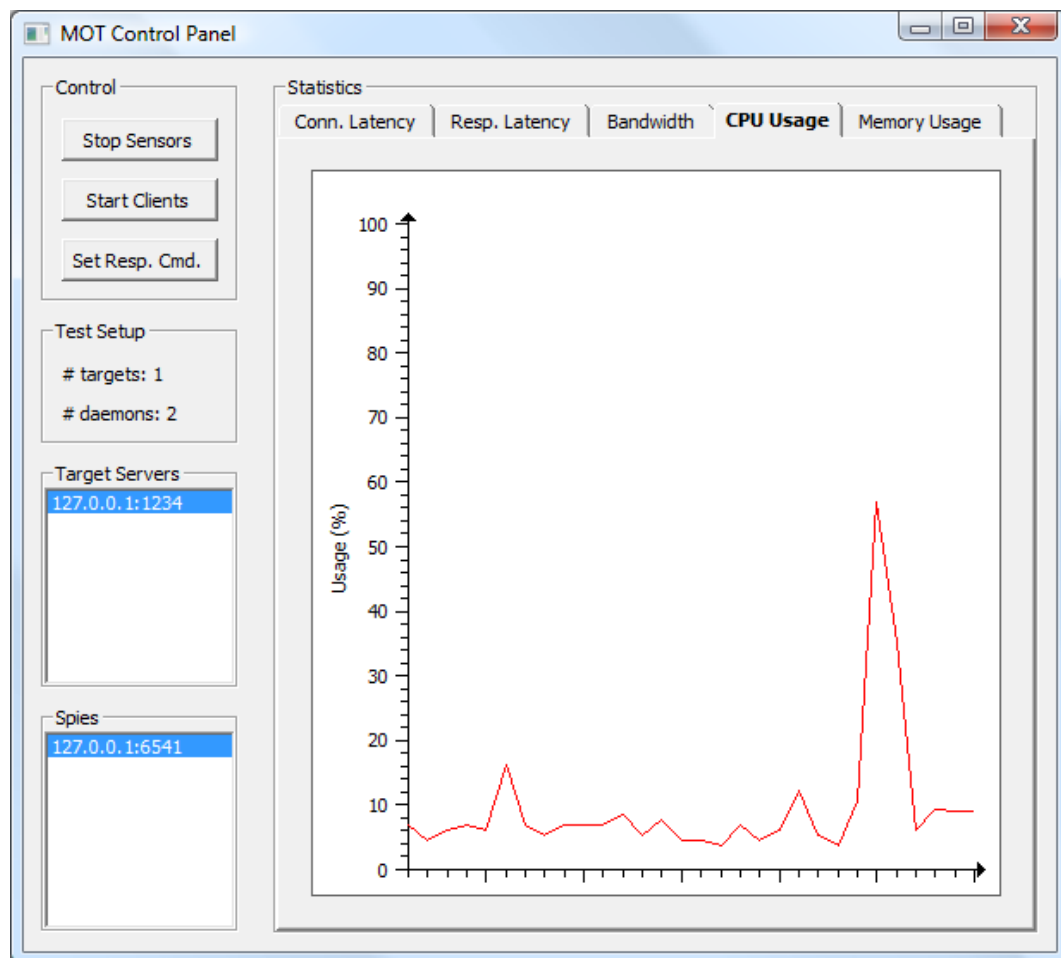 MOT Control Panel
Control
Stop Sensors
Start Clients
Set Resp. Cmd.
Test Setup
# targets: 1
# daemons: 2
Target Servers
127.0.0.1:1234
Spies
127.0.0.1:6541
Statistics
Conn. Latency
Resp. Latency
Bandwidth
CPU Usage
Memory Usage
Usage (%)
100
90
80
70
60
50
40
30
20
10
0